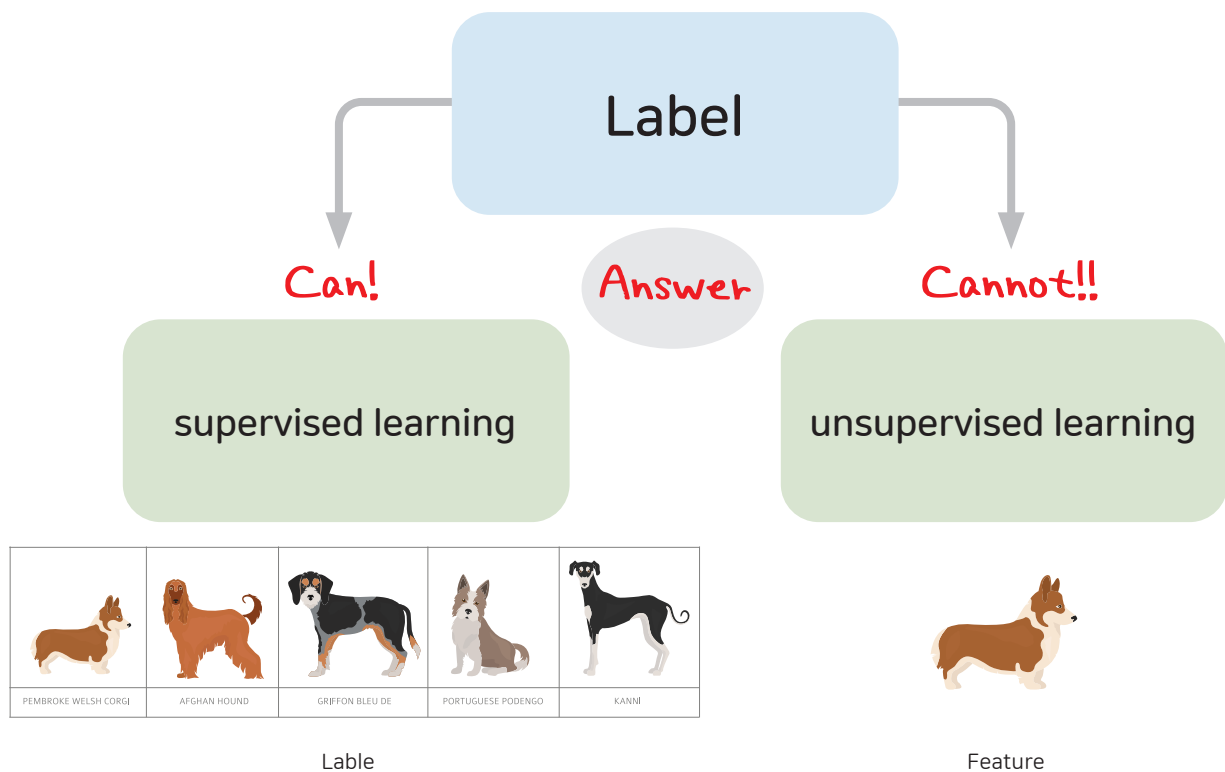 Label
Can!
Answer
Cannot!!
supervised learning
unsupervised learning
PEMBROKE WELSH CORGI
AFGHAN HOUND
GRIFFON BLEU DE
PORTUGUESE PODENGO
KANNI
Lable
Feature